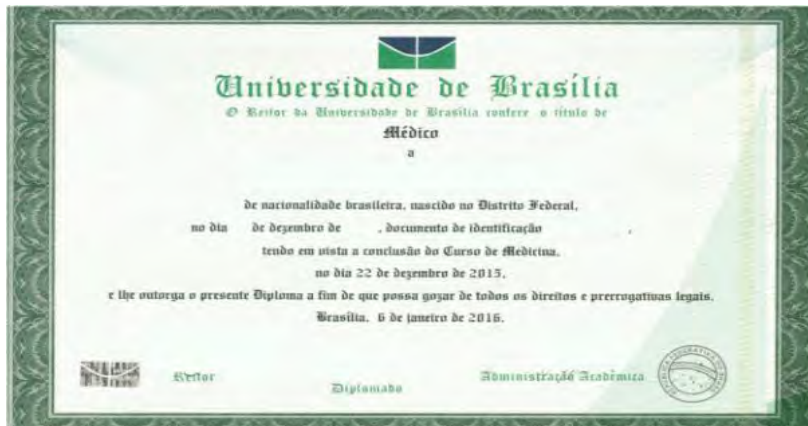 Universidade de Brasília
O Reitor da Universidade de Brasília confere o título de
Médico
a
de nacionalidade brasileira, nascido no Distrito Federal,
no dia de dezembro de , documento de identificação ,
tendo em vista a conclusão do Curso de Medicina,
no dia 22 de dezembro de 2015,
e lhe outorga o presente Diploma a fim de que possa gozar de todos os direitos e prerrogativas legais.
Brasília, 6 de janeiro de 2016.
Reitor
Diplomado
Administração Acadêmica